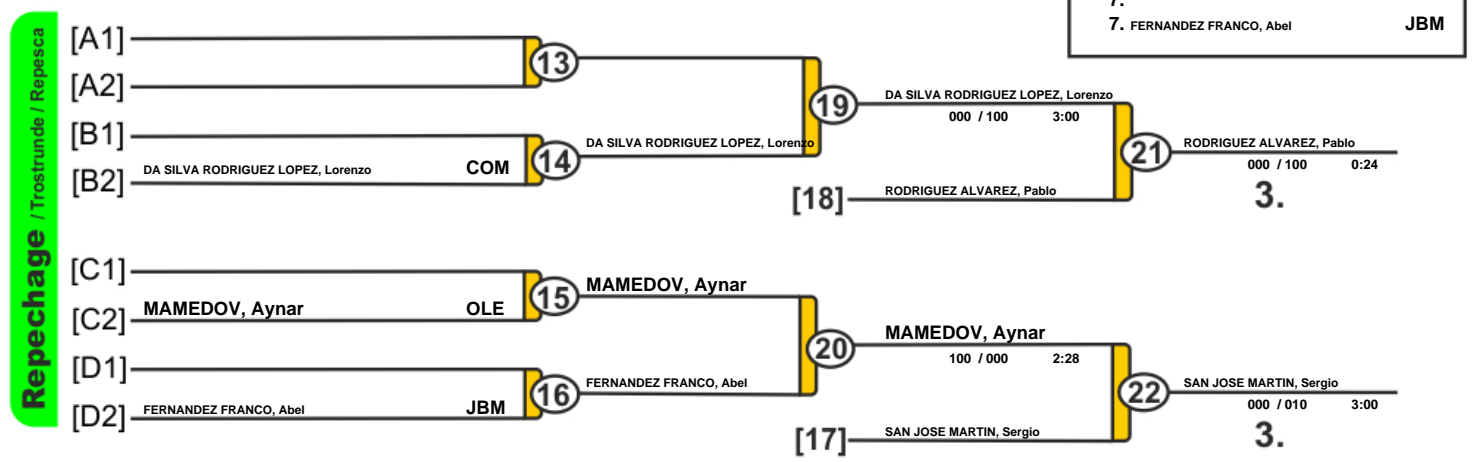 7.
7. FERNANDEZ FRANCO, Abel JBM
Repechage / Trostrunde / Repesca
[A1]
13
[A2]
19
DA SILVA RODRIGUEZ LOPEZ, Lorenzo
000 / 100 3:00
[B1]
14
DA SILVA RODRIGUEZ LOPEZ, Lorenzo
21
RODRIGUEZ ALVAREZ, Pablo
000 / 100 0:24
3.
[B2]
DA SILVA RODRIGUEZ LOPEZ, Lorenzo COM
[18]
RODRIGUEZ ALVAREZ, Pablo
[C1]
15
MAMEDOV, Aynar
[C2]
MAMEDOV, Aynar OLE
20
MAMEDOV, Aynar
100 / 000 2:28
[D1]
16
FERNANDEZ FRANCO, Abel
22
SAN JOSE MARTIN, Sergio
000 / 010 3:00
3.
[D2]
FERNANDEZ FRANCO, Abel JBM
[17]
SAN JOSE MARTIN, Sergio